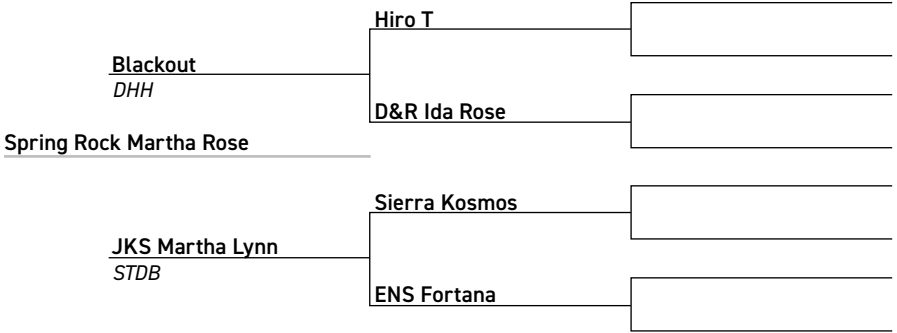 Hiro T
Blackout
DHH
D&R Ida Rose
Spring Rock Martha Rose
Sierra Kosmos
JKS Martha Lynn
STDB
ENS Fortana